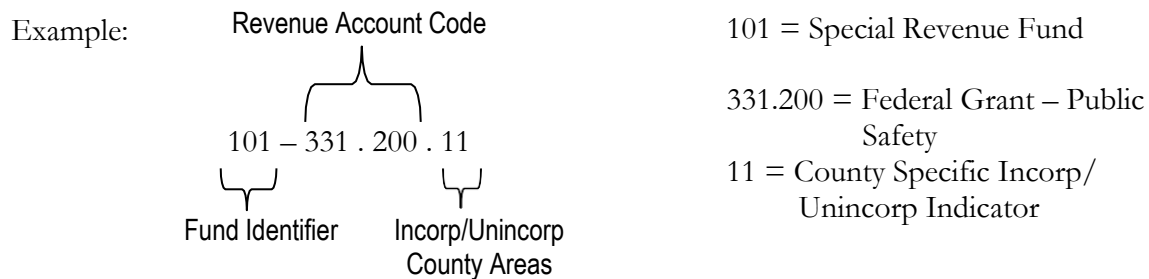 Example:
Revenue Account Code
101 – 331 . 200 . 11
Fund Identifier
Incorp/Unincorp
County Areas
101 = Special Revenue Fund
331.200 = Federal Grant – Public
Safety
11 = County Specific Incorp/
Unincorp Indicator